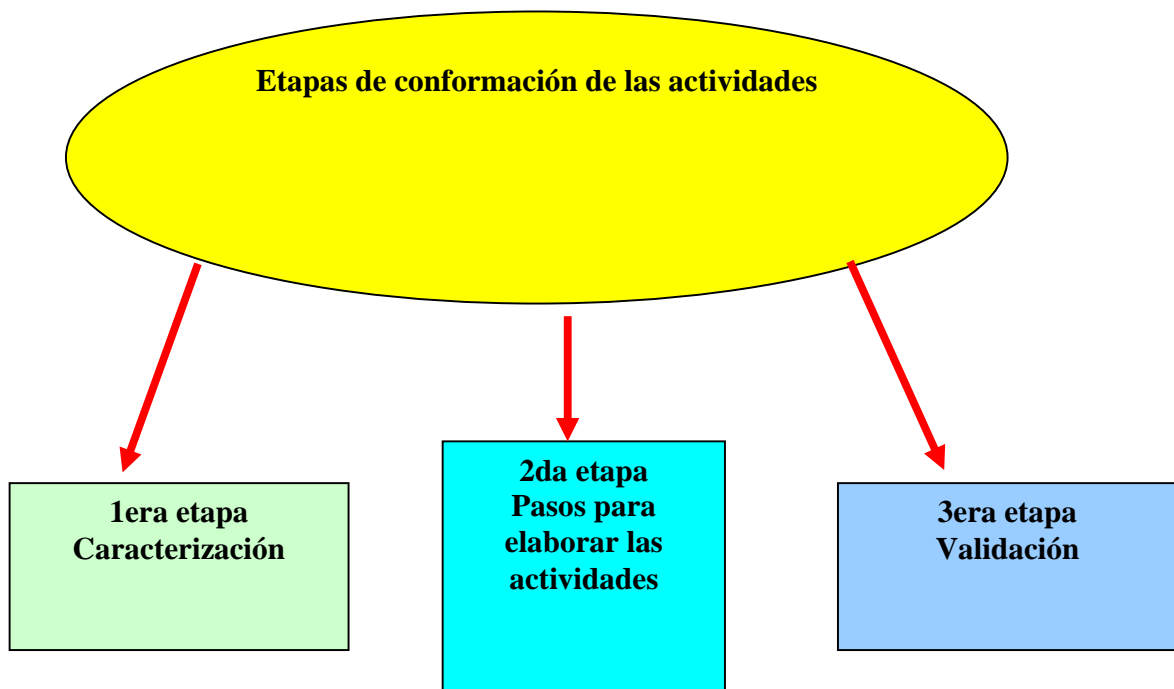 Etapas de conformación de las actividades
1era etapa
Caracterización
2da etapa
Pasos para
elaborar las
actividades
3era etapa
Validación